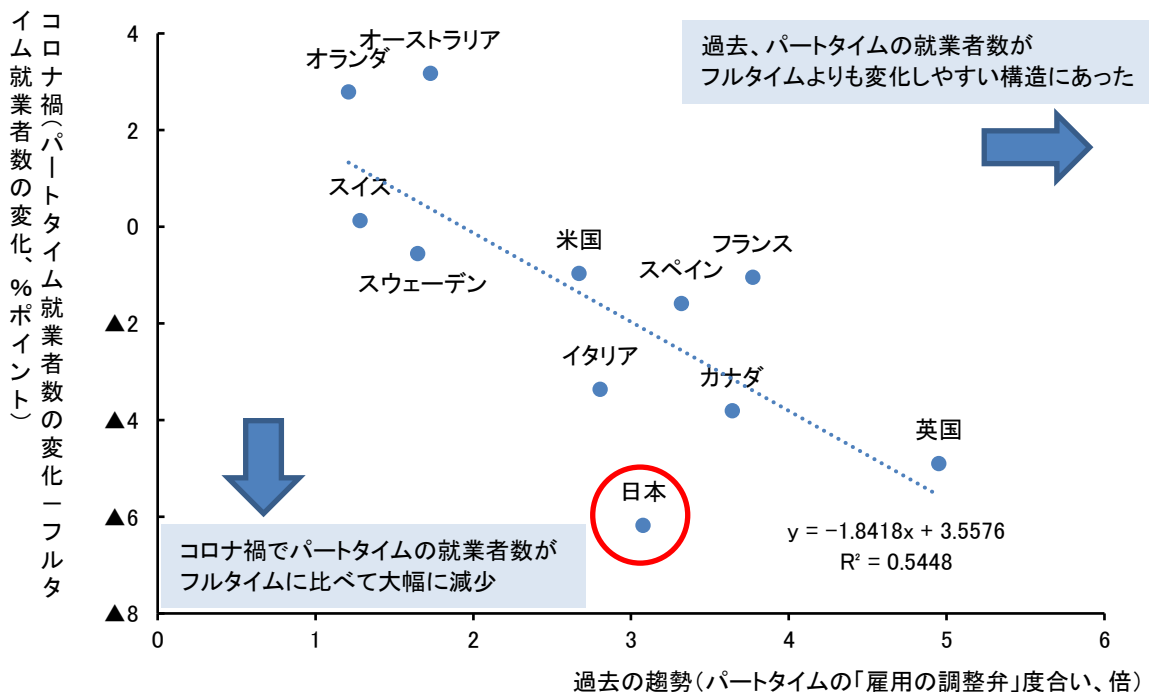 コロナ禍（パートタイム就業者数の変化－フルタ
イム就業者数の変化、%ポイント）
4
2
0
▲2
▲4
▲6
▲8
0
1
2
3
4
5
6
過去の趨勢（パートタイムの「雇用の調整弁」度合い、倍）
過去、パートタイムの就業者数が
フルタイムよりも変化しやすい構造にあった
オーストラリア
オランダ
スイス
スウェーデン
米国
フランス
スペイン
イタリア
カナダ
英国
日本
y = −1.8418x + 3.5576
R² = 0.5448
コロナ禍でパートタイムの就業者数が
フルタイムに比べて大幅に減少